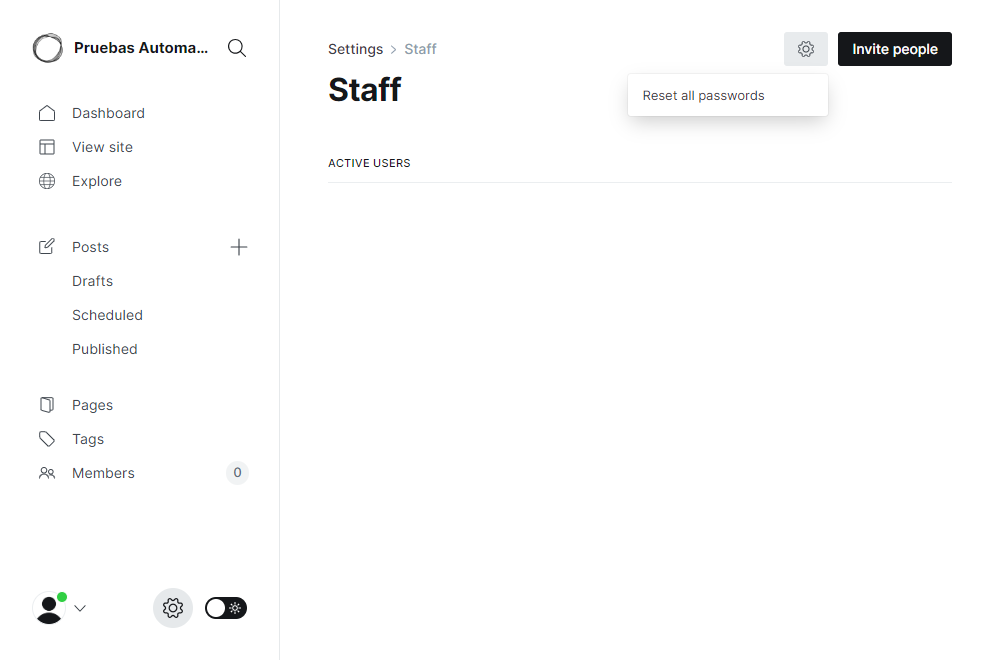 Pruebas Automa...
Dashboard
View site
Explore
Posts
Drafts
Scheduled
Published
Pages
Tags
Members
0
Settings > Staff
Invite people
Staff
Reset all passwords
ACTIVE USERS